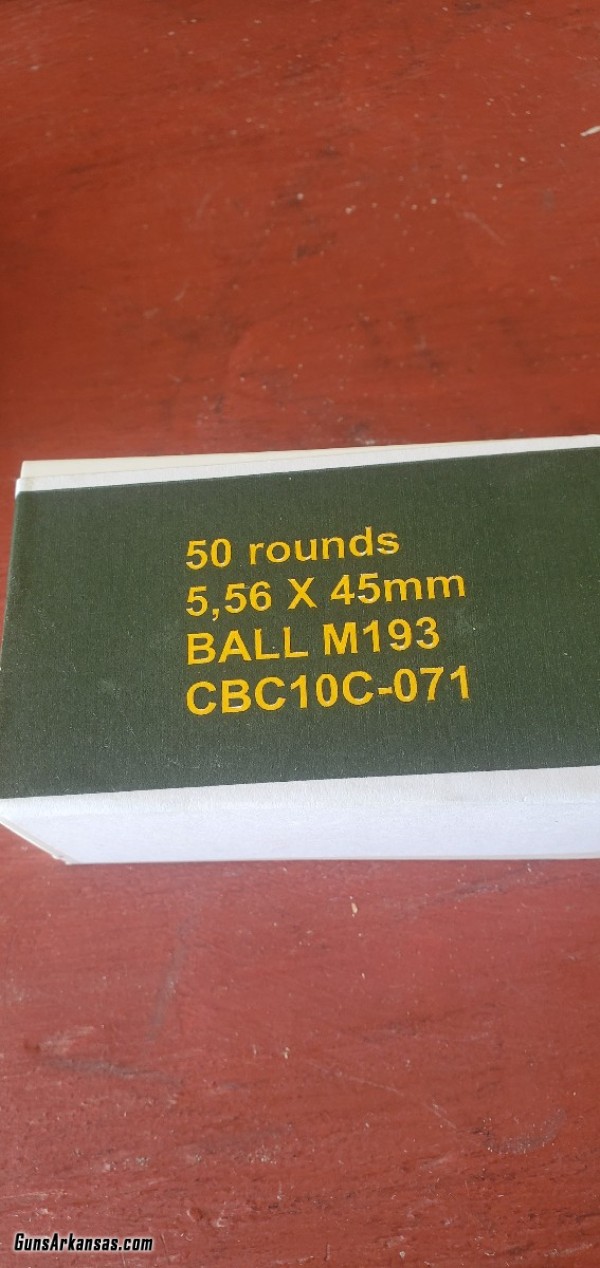 50 rounds
5,56 X 45mm
BALL M193
CBC10C-071
GunsArkansas.com